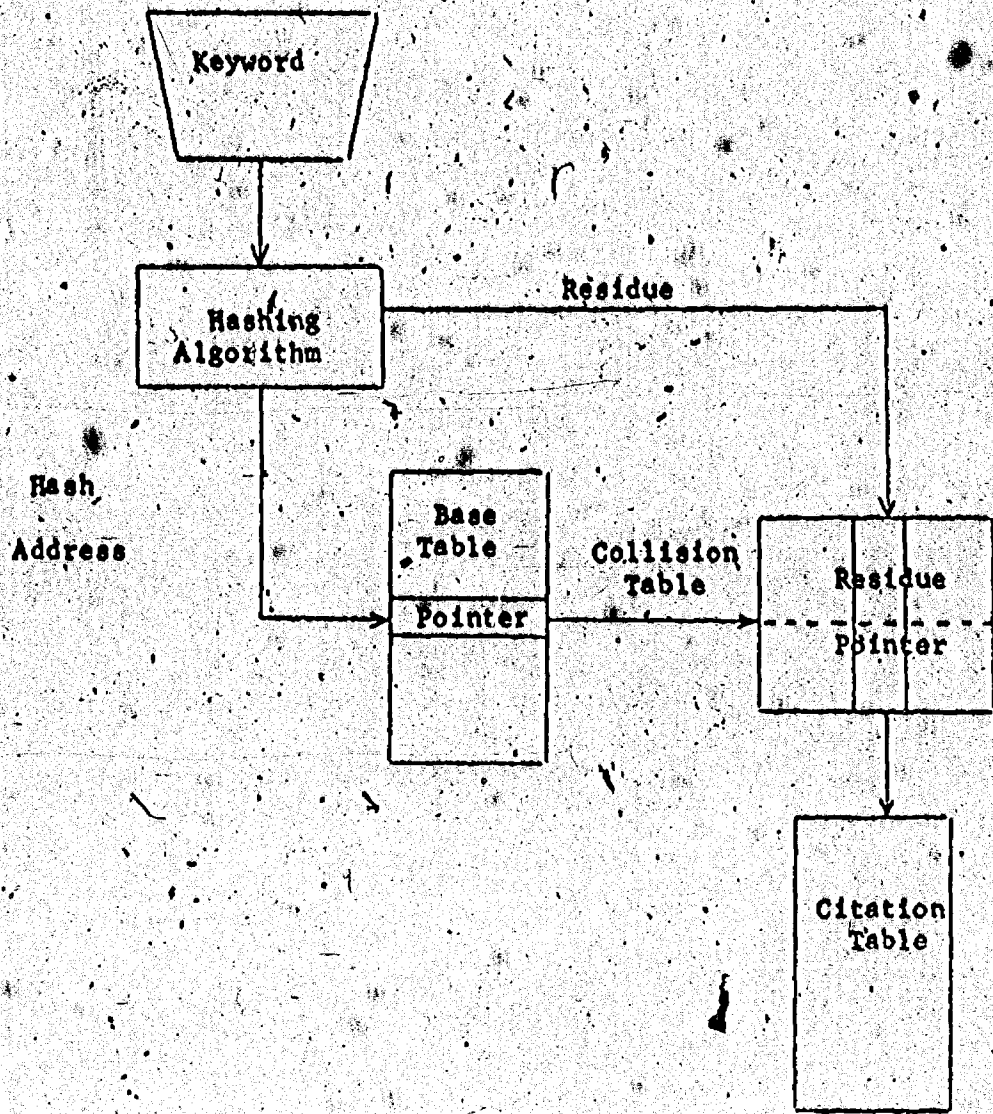 Keyword
Residue
Hashing
Algorithm
Hash
Address
Base
Table
Pointer
Collision
Table
Residue
Pointer
Citation
Table